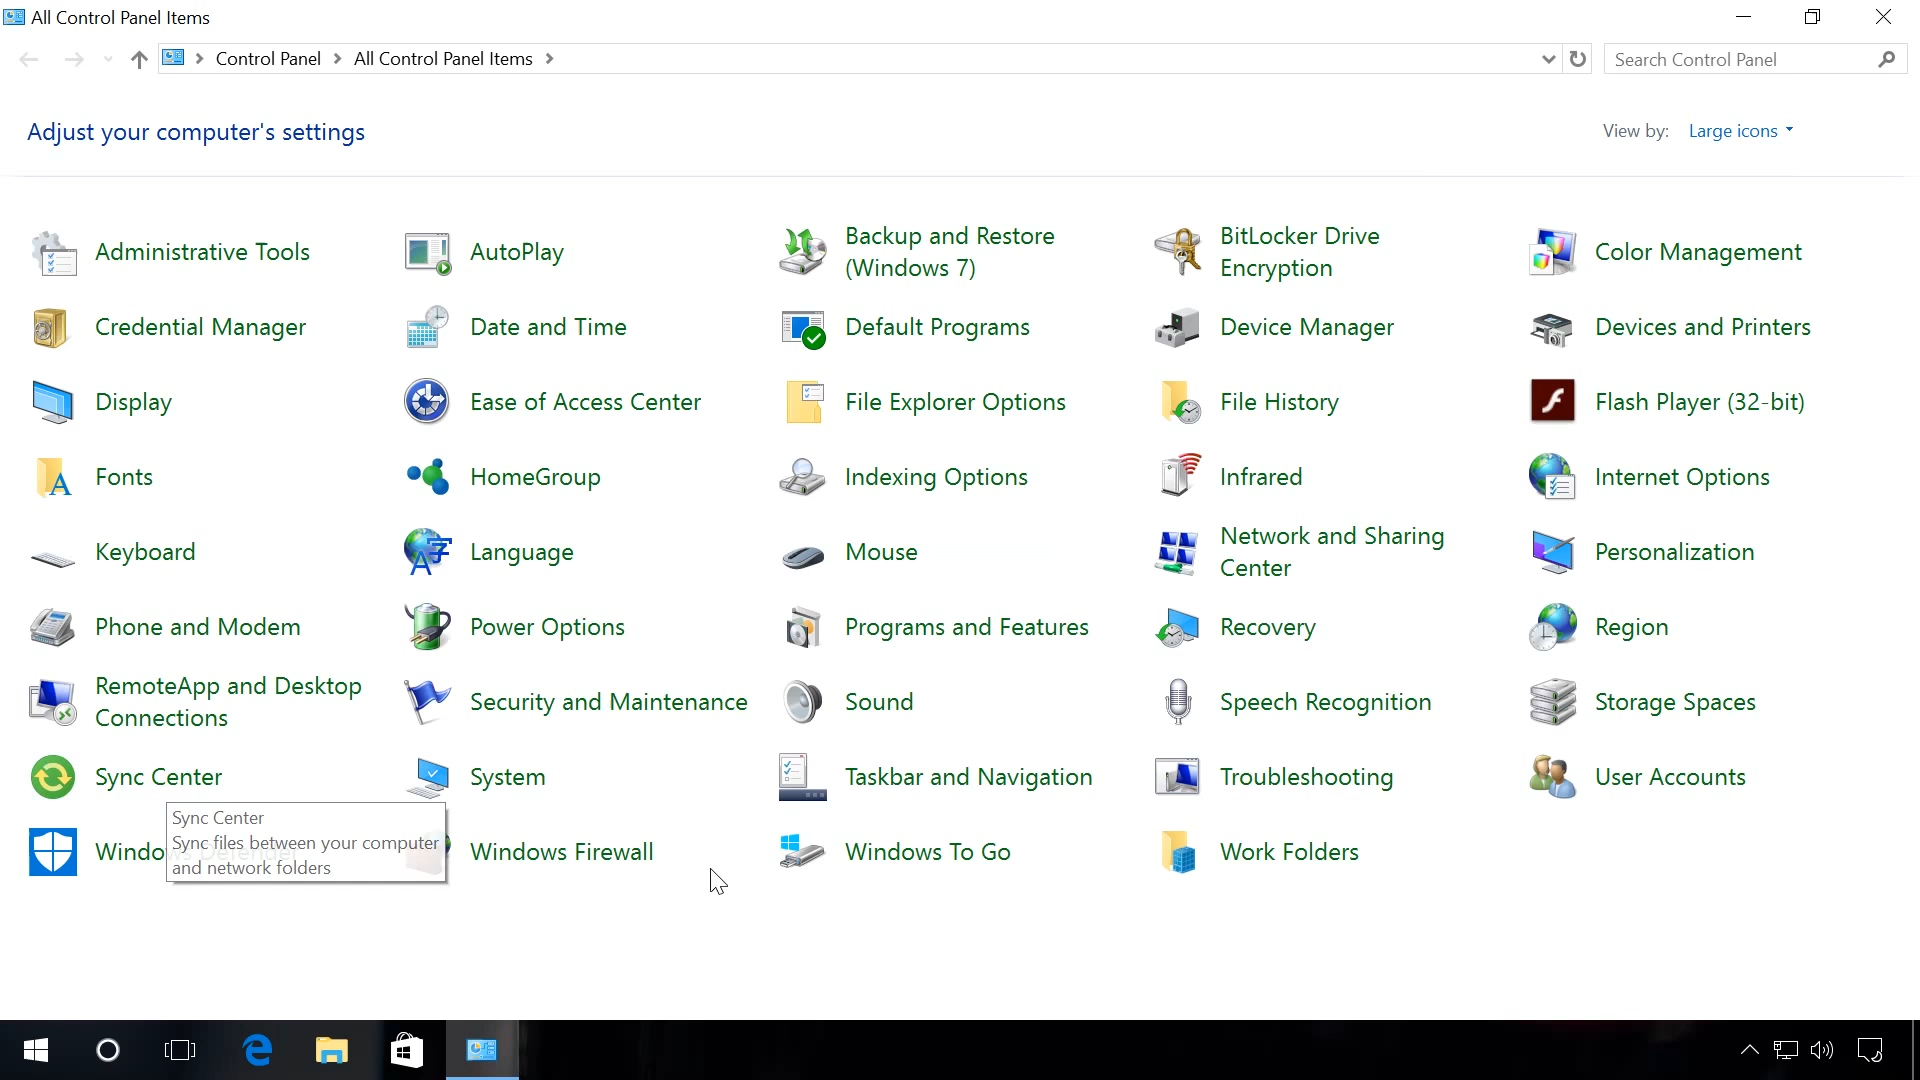 All Control Panel Items
Control Panel
All Control Panel Items
Search Control Panel
Adjust your computer's settings
View by:
Large icons
Administrative Tools
AutoPlay
Backup and Restore
(Windows 7)
BitLocker Drive
Encryption
Color Management
Credential Manager
Date and Time
Default Programs
Device Manager
Devices and Printers
Display
Ease of Access Center
File Explorer Options
File History
Flash Player (32-bit)
Fonts
HomeGroup
Indexing Options
Infrared
Internet Options
Keyboard
Language
Mouse
Network and Sharing
Center
Personalization
Phone and Modem
Power Options
Programs and Features
Recovery
Region
RemoteApp and Desktop
Connections
Security and Maintenance
Sound
Speech Recognition
Storage Spaces
Sync Center
System
Taskbar and Navigation
Troubleshooting
User Accounts
Sync Center
Sync files between your computer
and network folders
Windows Defender
Windows Firewall
Windows To Go
Work Folders